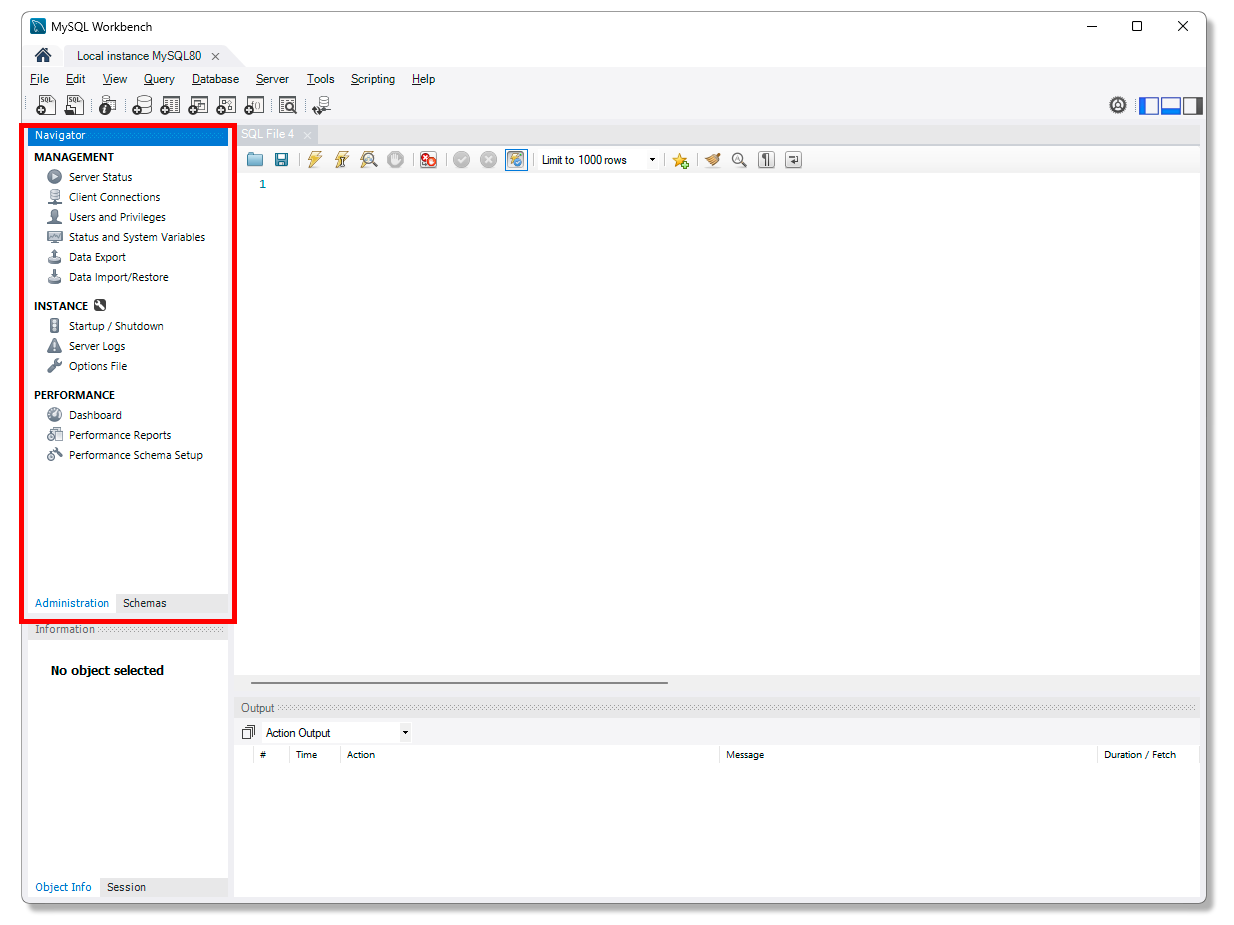 MySQL Workbench
Local instance MySQL80
File Edit View Query Database Server Tools Scripting Help
Navigator
MANAGEMENT
Server Status
Client Connections
Users and Privileges
Status and System Variables
Data Export
Data Import/Restore
INSTANCE
Startup / Shutdown
Server Logs
Options File
PERFORMANCE
Dashboard
Performance Reports
Performance Schema Setup
Administration Schemas
Information
No object selected
Object Info Session
SQL File 4
Limit to 1000 rows
1
Output
Action Output
# Time Action Message Duration / Fetch